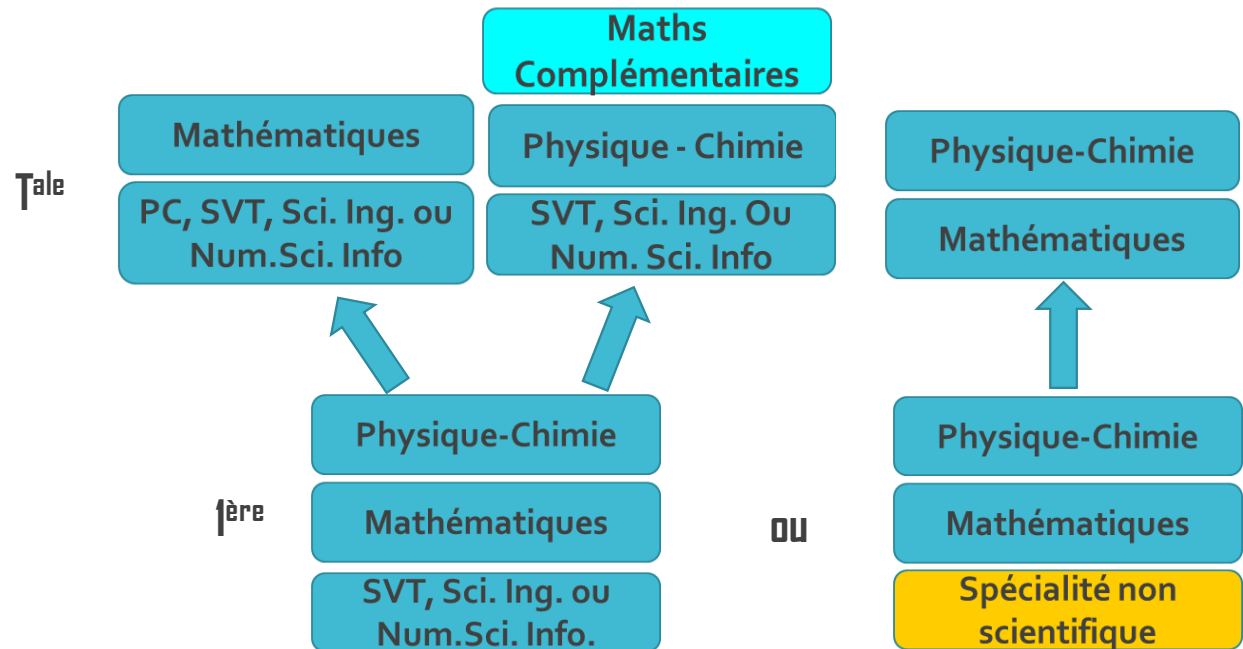 Maths
Complémentaires
Mathématiques
Physique - Chimie
Physique-Chimie
Tale
PC, SVT, Sci. Ing. ou
Num.Sci. Info
SVT, Sci. Ing. Ou
Num. Sci. Info
Mathématiques
Physique-Chimie
Physique-Chimie
1ère
Mathématiques
ou
Mathématiques
SVT, Sci. Ing. ou
Num.Sci. Info.
Spécialité non
scientifique